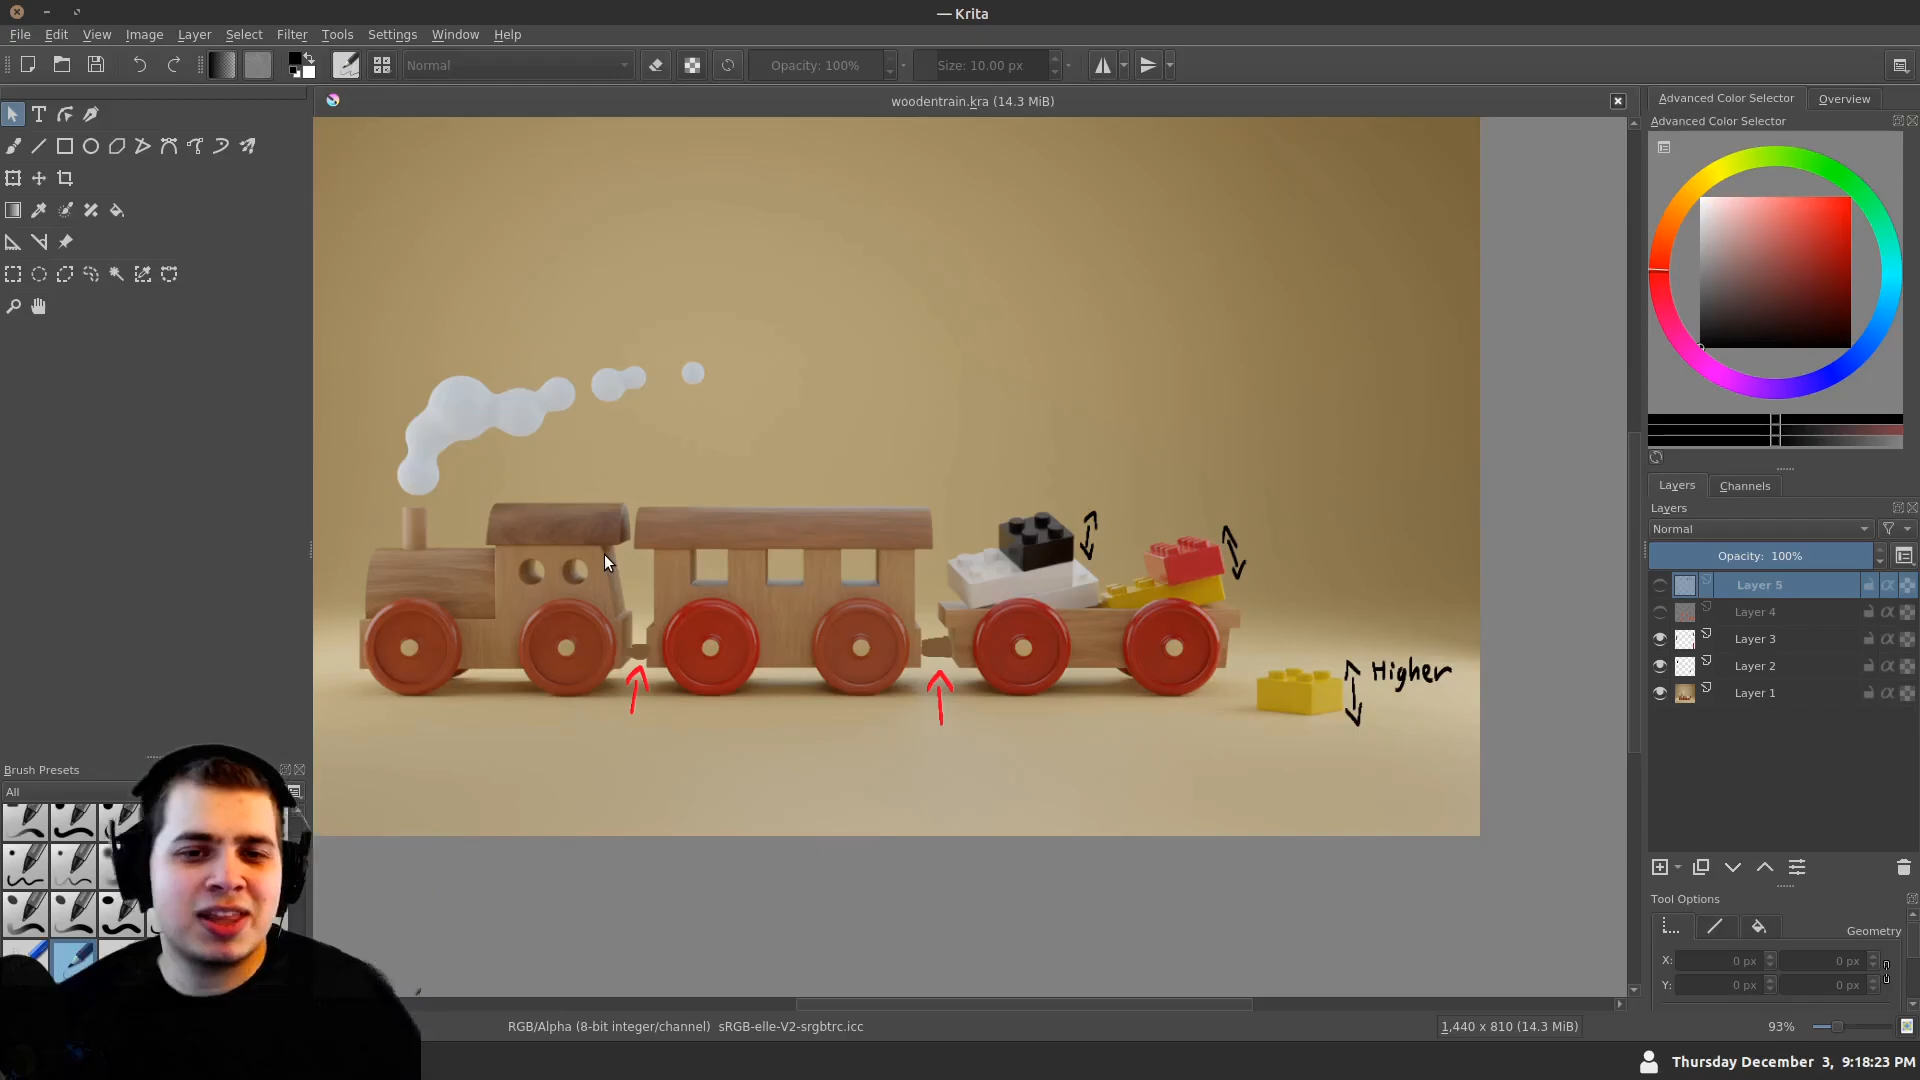 — Krita
File Edit View Image Layer Select Filter Tools Settings Window Help
Normal Opacity: 100% Size: 10.00 px
woodentrain.kra (14.3 MiB)
Advanced Color Selector Overview
Advanced Color Selector
Layers Channels
Layers
Normal
Opacity: 100%
Layer 5
Layer 4
Layer 3
Layer 2
Layer 1
Higher
Brush Presets
All
Tool Options
Geometry
X: 0 px 0 px
Y: 0 px 0 px
RGB/Alpha (8-bit integer/channel) sRGB-elle-V2-srgbtrc.icc 1,440 x 810 (14.3 MiB) 93%
Thursday December 3, 9:18:23 PM